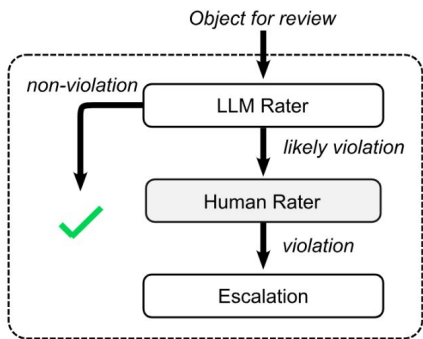 Object for review
non-violation
LLM Rater
likely violation
Human Rater
violation
Escalation